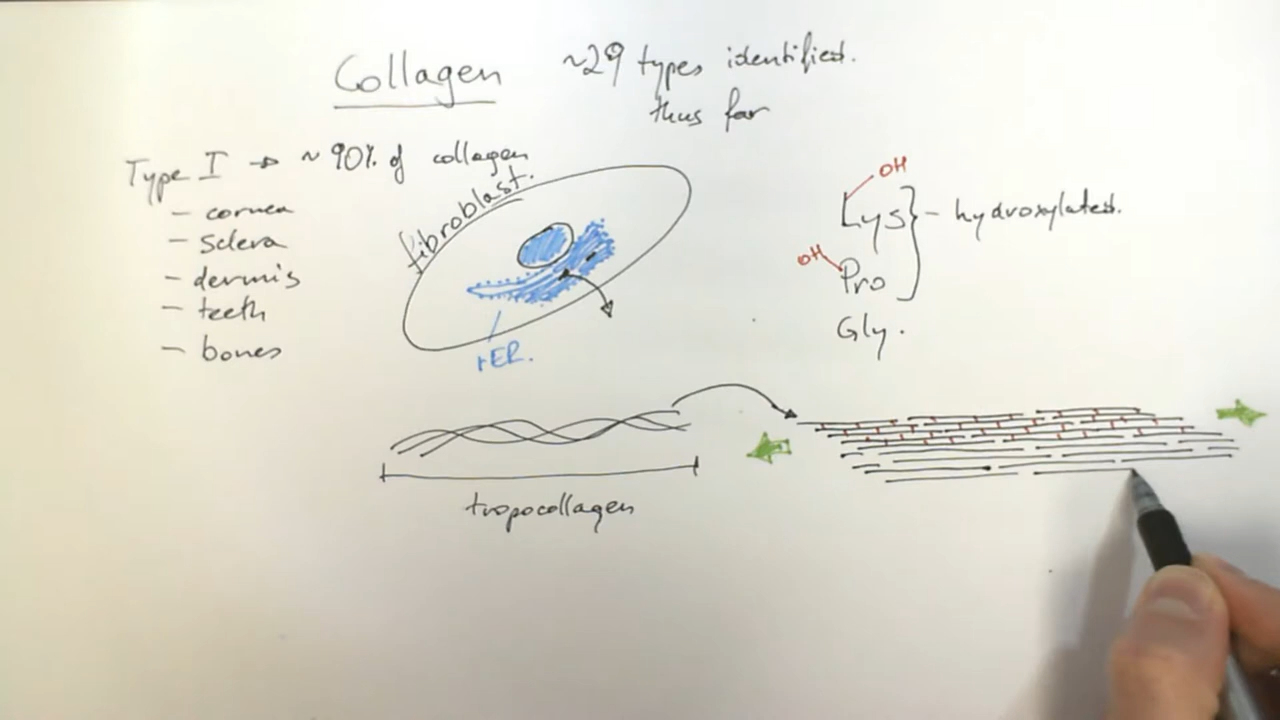 Collagen ~29 types identified.
thus far
Type I → ~ 90% of collagen
- cornea
- sclera
- dermis
- teeth
- bones
fibroblast.
rER.
OH
Lys } - hydroxylated.
OH
Pro
Gly.
tropocollagen